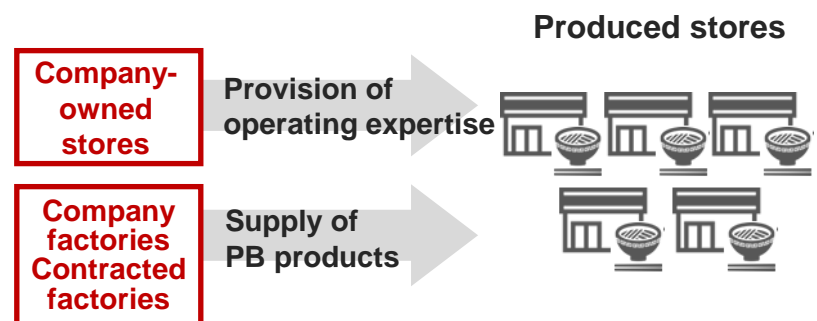 Produced stores
Company-
owned
stores
Provision of
operating expertise
Company
factories
Contracted
factories
Supply of
PB products